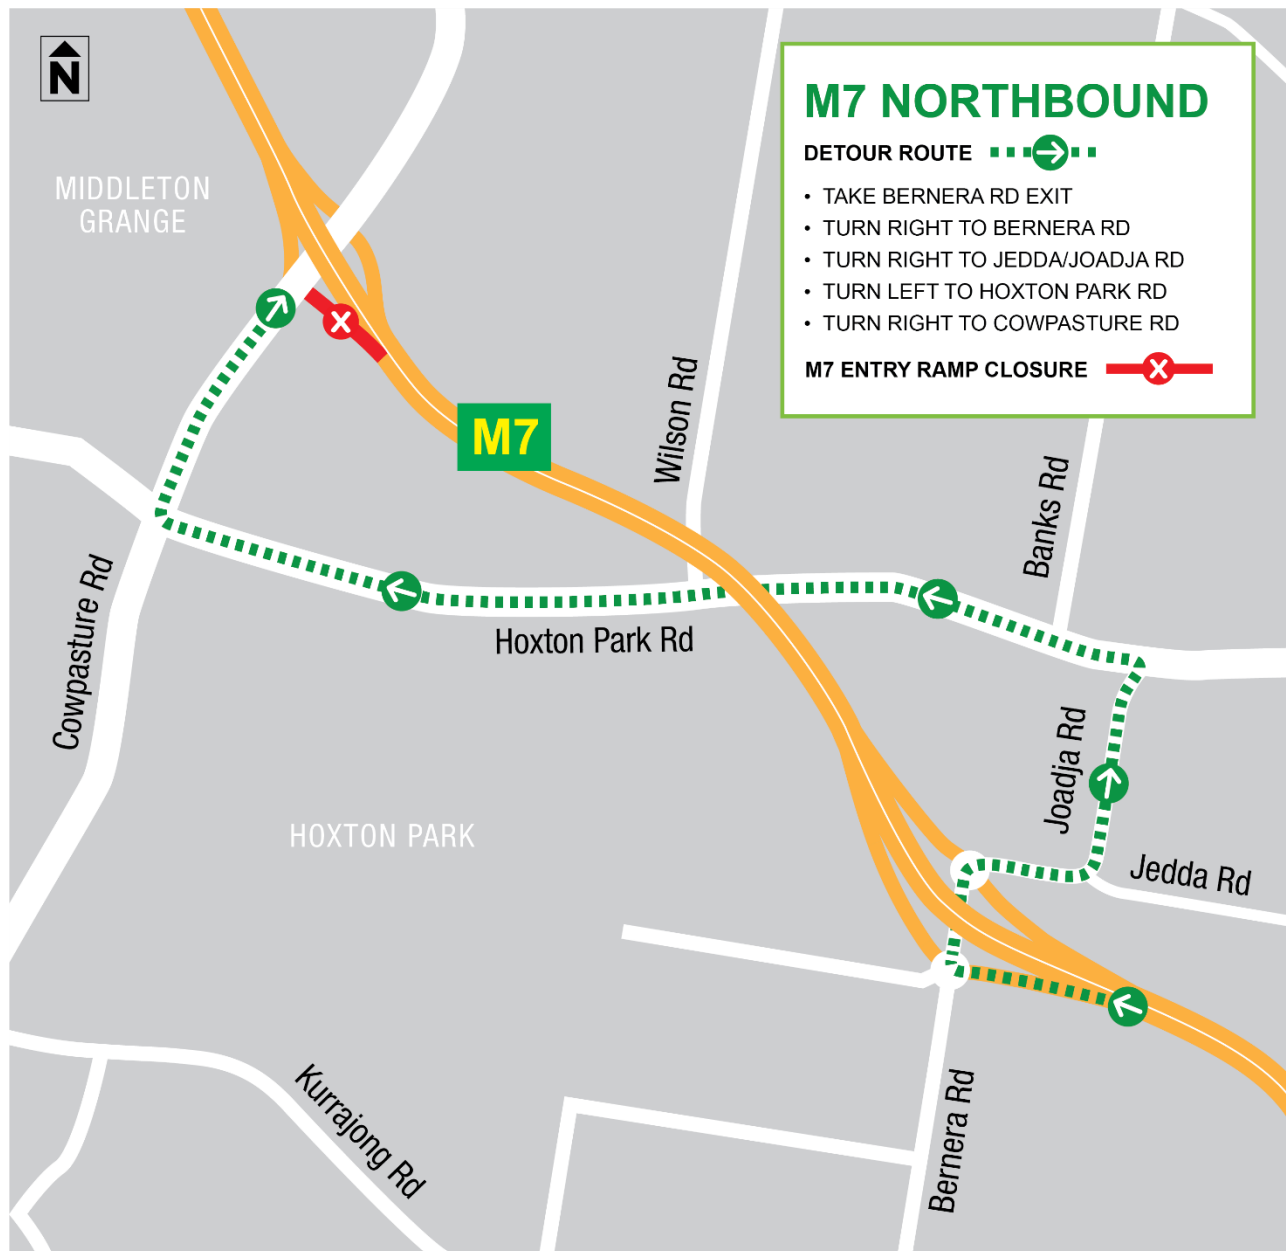 N
M7 NORTHBOUND
DETOUR ROUTE
• TAKE BERNERA RD EXIT
• TURN RIGHT TO BERNERA RD
• TURN RIGHT TO JEDDA/JOADJA RD
• TURN LEFT TO HOXTON PARK RD
• TURN RIGHT TO COWPASTURE RD
M7 ENTRY RAMP CLOSURE
MIDDLETON
GRANGE
M7
Wilson Rd
Banks Rd
Cowpasture Rd
Hoxton Park Rd
Joadja Rd
HOXTON PARK
Jedda Rd
Kurrajong Rd
Bernera Rd